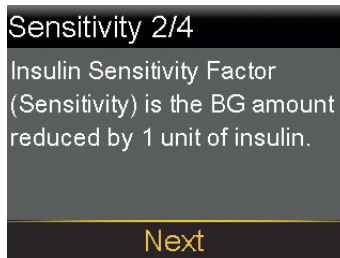 Sensitivity 2/4
Insulin Sensitivity Factor
(Sensitivity) is the BG amount
reduced by 1 unit of insulin.
Next